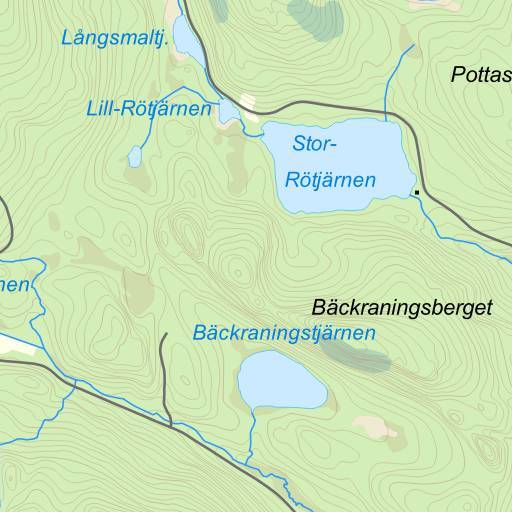 Långsmaltj.
Pottas
Lill-Rötjärnen
Stor-
Rötjärnen
nen
Bäckraningsberget
Bäckraningstjärnen